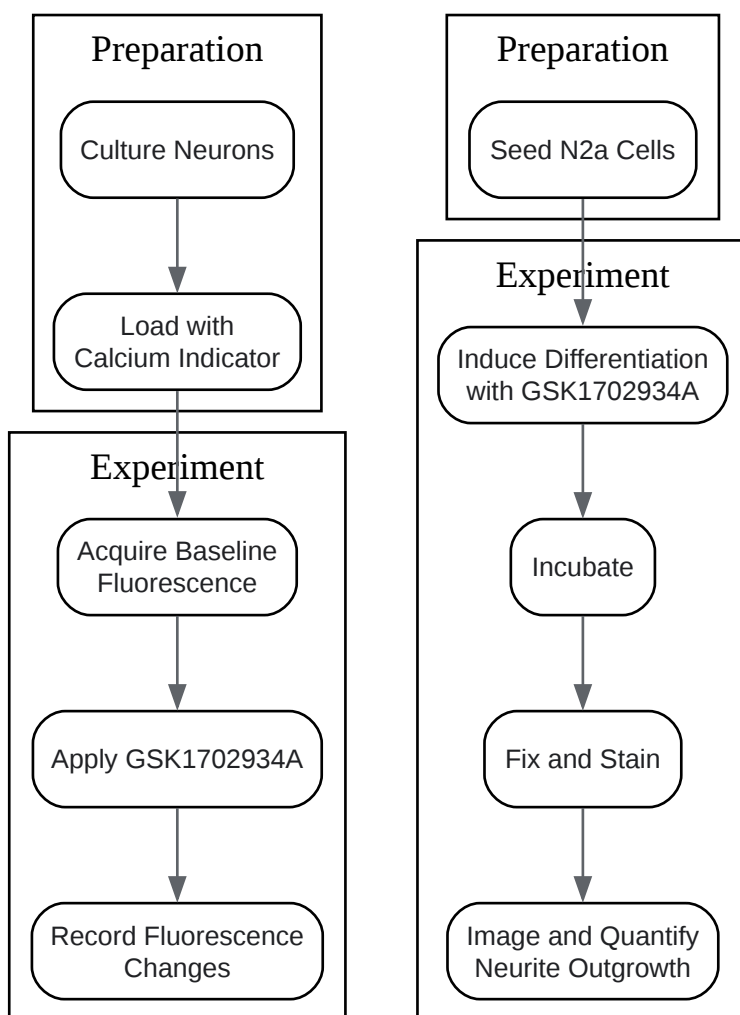 Preparation
Culture Neurons
Load with
Calcium Indicator
Experiment
Acquire Baseline
Fluorescence
Apply GSK1702934A
Record Fluorescence
Changes
Preparation
Seed N2a Cells
Experiment
Induce Differentiation
with GSK1702934A
Incubate
Fix and Stain
Image and Quantify
Neurite Outgrowth